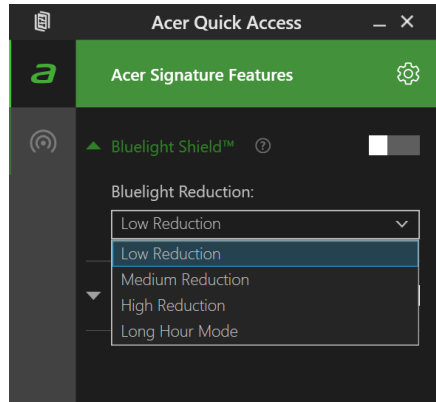 Acer Quick Access
a
Acer Signature Features
Bluelight Shield™ ?
Bluelight Reduction:
Low Reduction
Low Reduction
Medium Reduction
High Reduction
Long Hour Mode